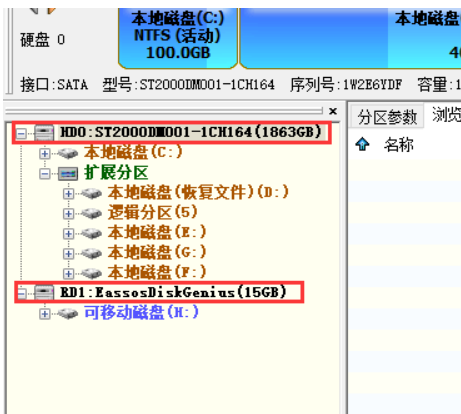 本地磁盘(C:)
NTFS (活动)
100.0GB
硬盘 0
本地磁盘
接口:SATA 型号:ST2000DM001-1CH164 序列号:1W2E6YDF 容量:1
HD0:ST2000DM001-1CH164(1863GB)
本地磁盘(C:)
扩展分区
本地磁盘(恢复文件)(D:)
逻辑分区(5)
本地磁盘(E:)
本地磁盘(G:)
本地磁盘(F:)
RD1:EassosDiskGenius(15GB)
可移动磁盘(H:)
分区参数 浏览
名称